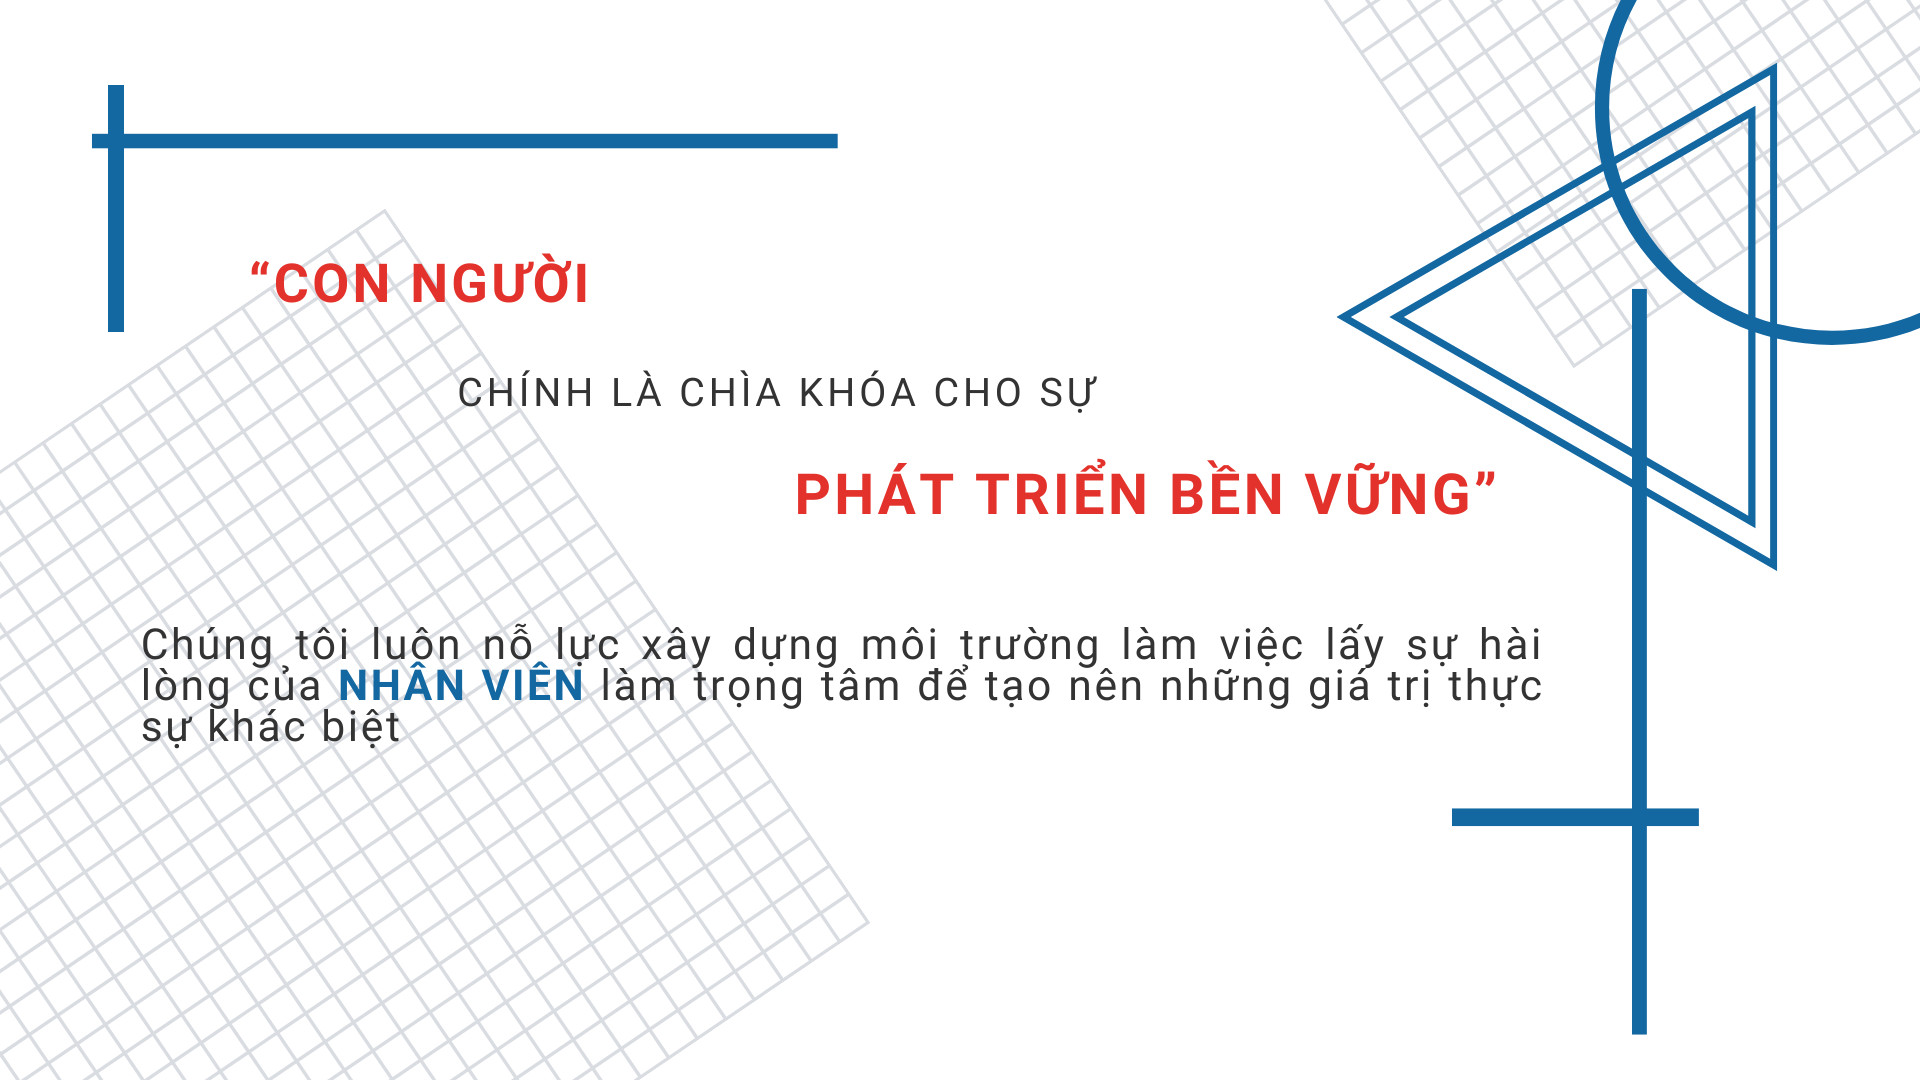 “CON NGƯỜI
CHÍNH LÀ CHÌA KHÓA CHO SỰ
PHÁT TRIỂN BỀN VỮNG”
Chúng tôi luôn nỗ lực xây dựng môi trường làm việc lấy sự hài
lòng của NHÂN VIÊN làm trọng tâm để tạo nên những giá trị thực
sự khác biệt